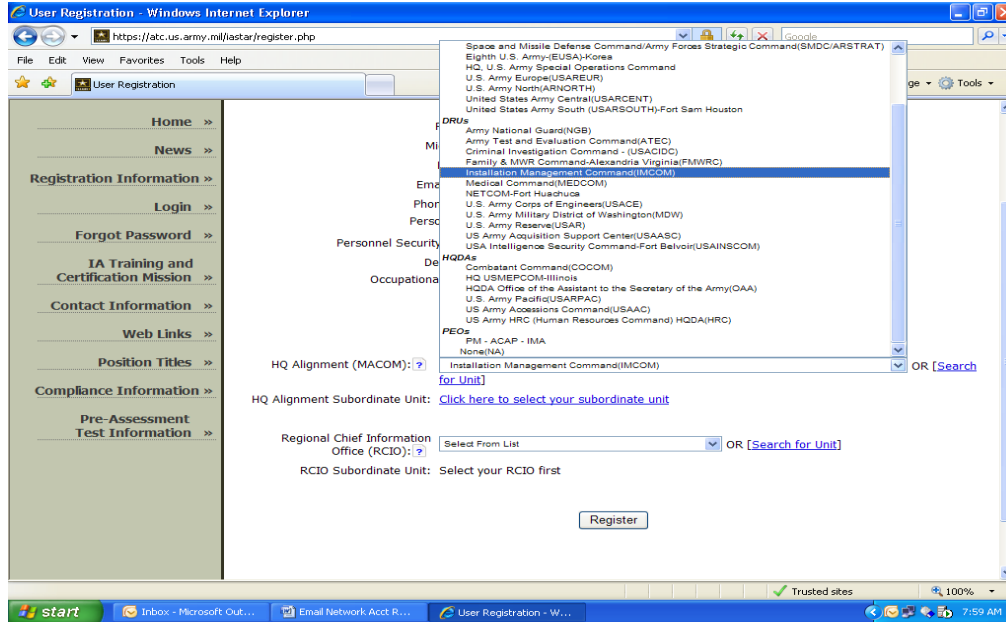 User Registration - Windows Internet Explorer
https://atc.us.army.mil/iastar/register.php
Google
File Edit View Favorites Tools Help
User Registration
ge
Tools
Home »
News »
Registration Information »
Login »
Forgot Password »
IA Training and
Certification Mission »
Contact Information »
Web Links »
Position Titles »
Compliance Information »
Pre-Assessment
Test Information »
F
Mi
Ema
Phor
Perso
Personnel Security
De
Occupationa
Space and Missile Defense Command/Army Forces Strategic Command(SMDC/ARSTRAT)
Eighth U.S. Army-(EUSA)-Korea
HQ, U.S. Army Special Operations Command
U.S. Army Europe(USAREUR)
U.S. Army North(ARNORTH)
United States Army Central(USARCENT)
United States Army South (USARSOUTH)-Fort Sam Houston
DRUs
Army National Guard(NGB)
Army Test and Evaluation Command(ATEC)
Criminal Investigation Command - (USACIDC)
Family & MWR Command-Alexandria Virginia(FMWRC)
Installation Management Command(IMCOM)
Medical Command(MEDCOM)
NETCOM-Fort Huachuca
U.S. Army Corps of Engineers(USACE)
U.S. Army Military District of Washington(MDW)
U.S. Army Reserve(USAR)
US Army Acquisition Support Center(USAASC)
USA Intelligence Security Command-Fort Belvoir(USAINSCOM)
HQDAs
Combatant Command(COCOM)
HQ USMEPCOM-Illinois
HQDA Office of the Assistant to the Secretary of the Army(OAA)
U.S. Army Pacific(USARPAC)
US Army Accessions Command(USAAC)
US Army HRC (Human Resources Command) HQDA(HRC)
PEOs
PM - ACAP - IMA
None(NA)
HQ Alignment (MACOM): ? Installation Management Command(IMCOM) OR [Search
for Unit]
HQ Alignment Subordinate Unit: Click here to select your subordinate unit
Regional Chief Information
Office (RCIO): ? Select From List OR [Search for Unit]
RCIO Subordinate Unit: Select your RCIO first
Register
Trusted sites
100%
start
Inbox - Microsoft Out...
Email Network Acct R...
User Registration - W...
7:59 AM